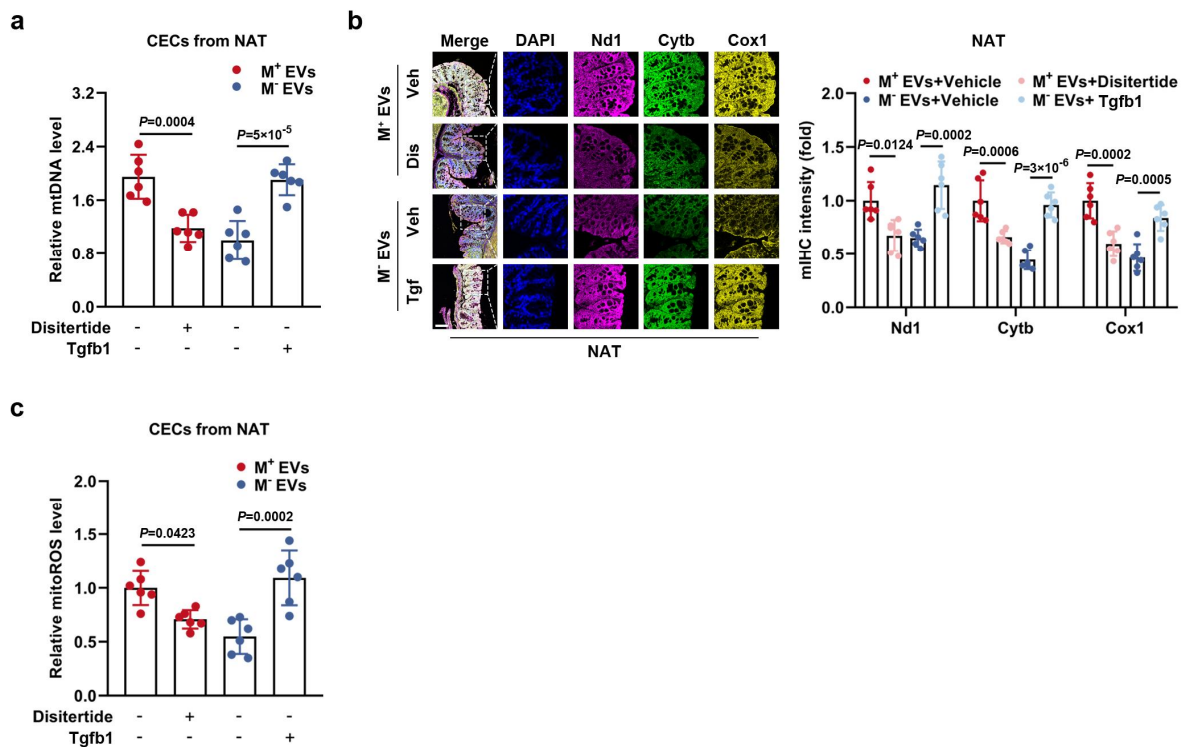 a
CECs from NAT
M⁺ EVs
M⁻ EVs
Relative mtDNA level
3.2
2.4
1.6
0.8
0.0
P=0.0004
P=5×10⁻⁵
Disitertide - + - -
Tgfb1 - - - +
b
Merge DAPI Nd1 Cytb Cox1
M⁺ EVs
Veh
Dis
M⁻ EVs
Veh
Tgf
NAT
NAT
M⁺ EVs+Vehicle M⁺ EVs+Disitertide
M⁻ EVs+Vehicle M⁻ EVs+ Tgfb1
mIHC intensity (fold)
2.0
1.5
1.0
0.5
0.0
P=0.0124
P=0.0002
P=0.0006
P=3×10⁻⁶
P=0.0002
P=0.0005
Nd1 Cytb Cox1
c
CECs from NAT
M⁺ EVs
M⁻ EVs
Relative mitoROS level
2.0
1.5
1.0
0.5
0.0
P=0.0423
P=0.0002
Disitertide - + - -
Tgfb1 - - - +